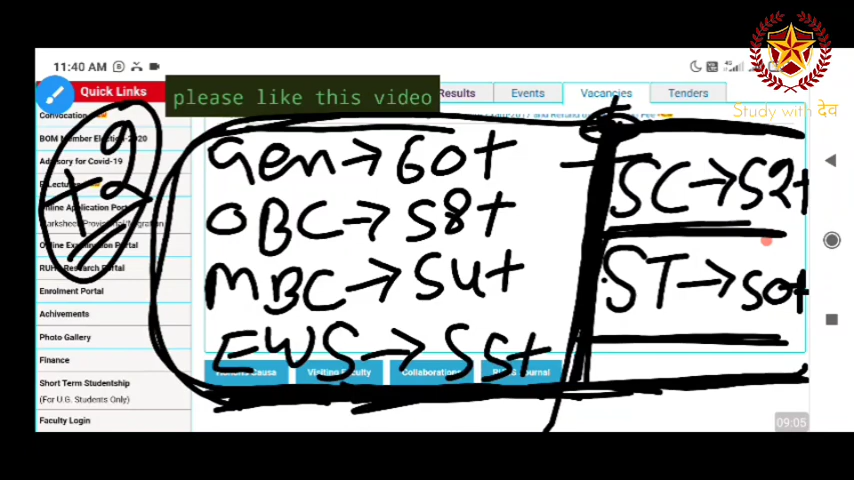 11:40 AM
Quick Links
please like this video
Results
Events
Vacancies
Tenders
Study with देव
Convocation
BOM Member Election-2020
Advisory for Covid-19
Online Application Portal
Online Examination Portal
RUHS Research Portal
Enrolment Portal
Achivements
Photo Gallery
Finance
Short Term Studentship
(For U.G. Students Only)
Faculty Login
+2
Gen → 60+
OBC → 58+
MBC → 54+
EWS → 55+
SC → 52+
ST → 50+
Visiting Faculty
Collaborations
RUHS Journal
09:05